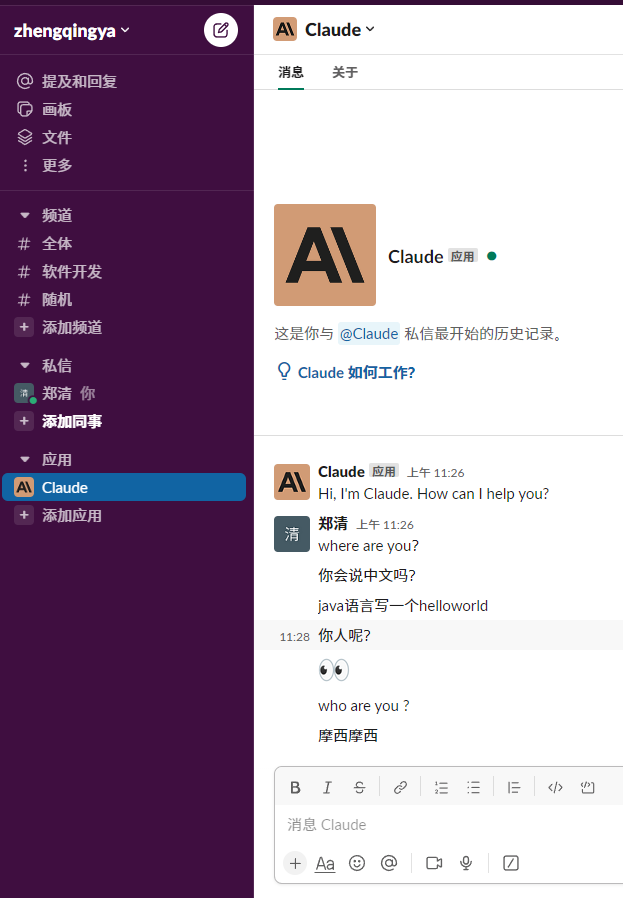 zhengqingya
提及和回复
画板
文件
更多
频道
# 全体
# 软件开发
# 随机
+ 添加频道
私信
清 郑清 你
+ 添加同事
应用
Claude
+ 添加应用
Claude
消息 关于
Claude 应用
这是你与 @Claude 私信最开始的历史记录。
Claude 如何工作?
Claude 应用 上午 11:26
Hi, I'm Claude. How can I help you?
清
郑清 上午 11:26
where are you?
你会说中文吗?
java语言写一个helloworld
11:28 你人呢?
who are you ?
摩西摩西
B I S
消息 Claude
+ Aa